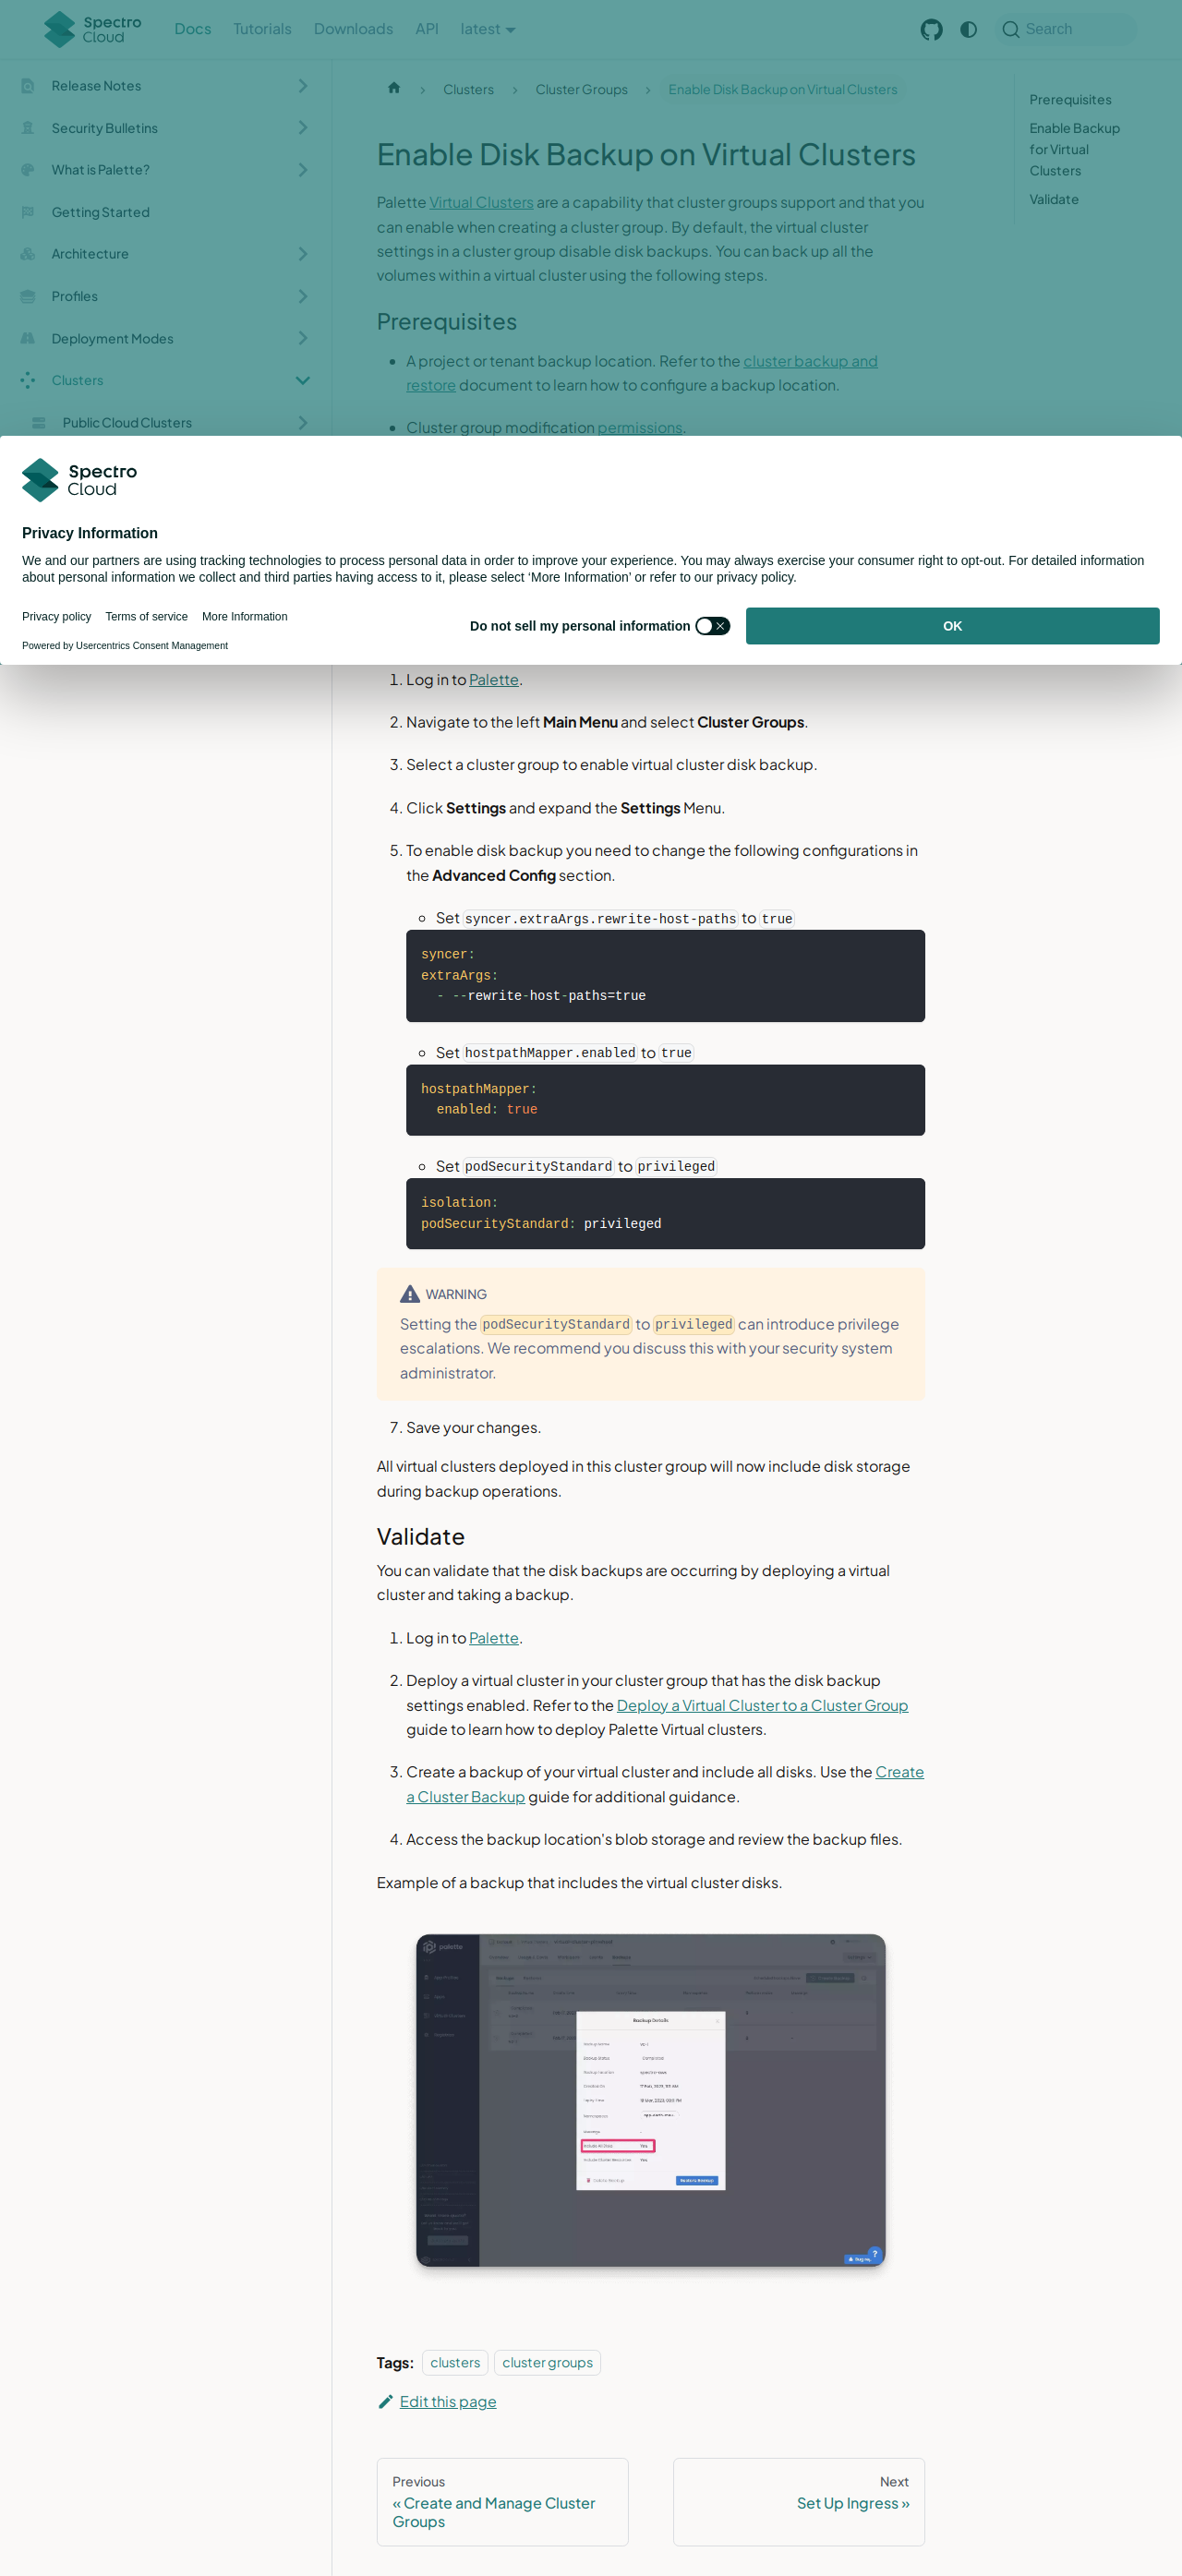 Spectro Cloud
Docs
Tutorials
Downloads
API
latest
Search
Release Notes
Security Bulletins
What is Palette?
Getting Started
Architecture
Profiles
Deployment Modes
Clusters
Public Cloud Clusters
Clusters
Cluster Groups
Enable Disk Backup on Virtual Clusters
Enable Disk Backup on Virtual Clusters
Palette Virtual Clusters are a capability that cluster groups support and that you
can enable when creating a cluster group. By default, the virtual cluster
settings in a cluster group disable disk backups. You can back up all the
volumes within a virtual cluster using the following steps.
Prerequisites
• A project or tenant backup location. Refer to the cluster backup and
restore document to learn how to configure a backup location.
• Cluster group modification permissions.
Prerequisites
Enable Backup
for Virtual
Clusters
Validate
Spectro
Cloud
Privacy Information
We and our partners are using tracking technologies to process personal data in order to improve your experience. You may always exercise your consumer right to opt-out. For detailed information
about personal information we collect and third parties having access to it, please select ‘More Information’ or refer to our privacy policy.
Privacy policy
Terms of service
More Information
Powered by Usercentrics Consent Management
Do not sell my personal information
OK
1. Log in to Palette.
2. Navigate to the left Main Menu and select Cluster Groups.
3. Select a cluster group to enable virtual cluster disk backup.
4. Click Settings and expand the Settings Menu.
5. To enable disk backup you need to change the following configurations in
the Advanced Config section.
Set syncer.extraArgs.rewrite-host-paths to true
syncer:
extraArgs:
- --rewrite-host-paths=true
Set hostpathMapper.enabled to true
hostpathMapper:
enabled: true
Set podSecurityStandard to privileged
isolation:
podSecurityStandard: privileged
WARNING
Setting the podSecurityStandard to privileged can introduce privilege
escalations. We recommend you discuss this with your security system
administrator.
7. Save your changes.
All virtual clusters deployed in this cluster group will now include disk storage
during backup operations.
Validate
You can validate that the disk backups are occurring by deploying a virtual
cluster and taking a backup.
1. Log in to Palette.
2. Deploy a virtual cluster in your cluster group that has the disk backup
settings enabled. Refer to the Deploy a Virtual Cluster to a Cluster Group
guide to learn how to deploy Palette Virtual clusters.
3. Create a backup of your virtual cluster and include all disks. Use the Create
a Cluster Backup guide for additional guidance.
4. Access the backup location's blob storage and review the backup files.
Example of a backup that includes the virtual cluster disks.
palette
Backup Details
Backup Status
Completed
Include All Disks
Yes
Yes
Restore Backup
Tags:
clusters
cluster groups
Edit this page
Previous
« Create and Manage Cluster
Groups
Next
Set Up Ingress »